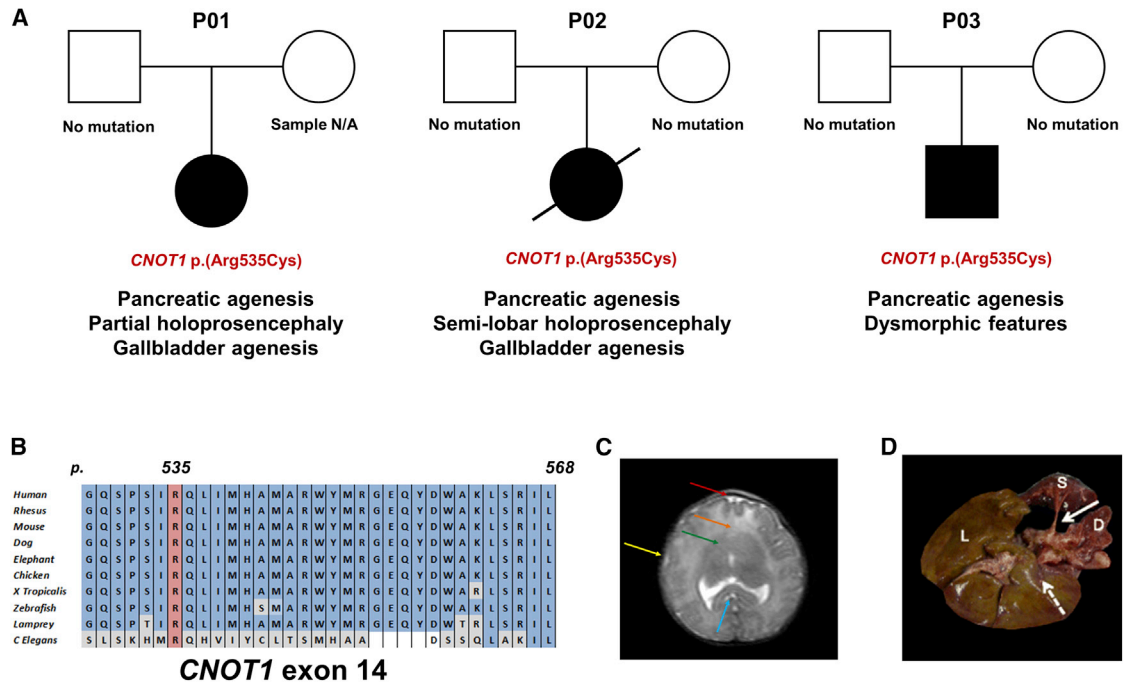 A
P01
P02
P03
No mutation
Sample N/A
No mutation
No mutation
No mutation
No mutation
CNOT1 p.(Arg535Cys)
CNOT1 p.(Arg535Cys)
CNOT1 p.(Arg535Cys)
Pancreatic agenesis
Partial holoprosencephaly
Gallbladder agenesis
Pancreatic agenesis
Semi-lobar holoprosencephaly
Gallbladder agenesis
Pancreatic agenesis
Dysmorphic features
B
p. 535 568
Human G Q S P S I R Q L I M H A M A R W Y M R G E Q Y D W A K L S R I L
Rhesus G Q S P S I R Q L I M H A M A R W Y M R G E Q Y D W A K L S R I L
Mouse G Q S P S I R Q L I M H A M A R W Y M R G E Q Y D W A K L S R I L
Dog G Q S P S I R Q L I M H A M A R W Y M R G E Q Y D W A K L S R I L
Elephant G Q S P S I R Q L I M H A M A R W Y M R G E Q Y D W A K L S R I L
Chicken G Q S P S I R Q L I M H A M A R W Y M R G E Q Y D W A K L S R I L
X Tropicalis G Q S P S I R Q L I M H A M A R W Y M R G E Q Y D W A R L S R I L
Zebrafish G Q S P S I R Q L I M H S M A R W Y M R G E Q Y D W A K L S R I L
Lamprey G Q S P T I R Q L I M H A M A R W Y M R G E Q Y D W T R L S R I L
C Elegans S L S K H M R Q H V I Y C L T S M H A A D S S Q L A K I L
CNOT1 exon 14
C
D
S
D
L